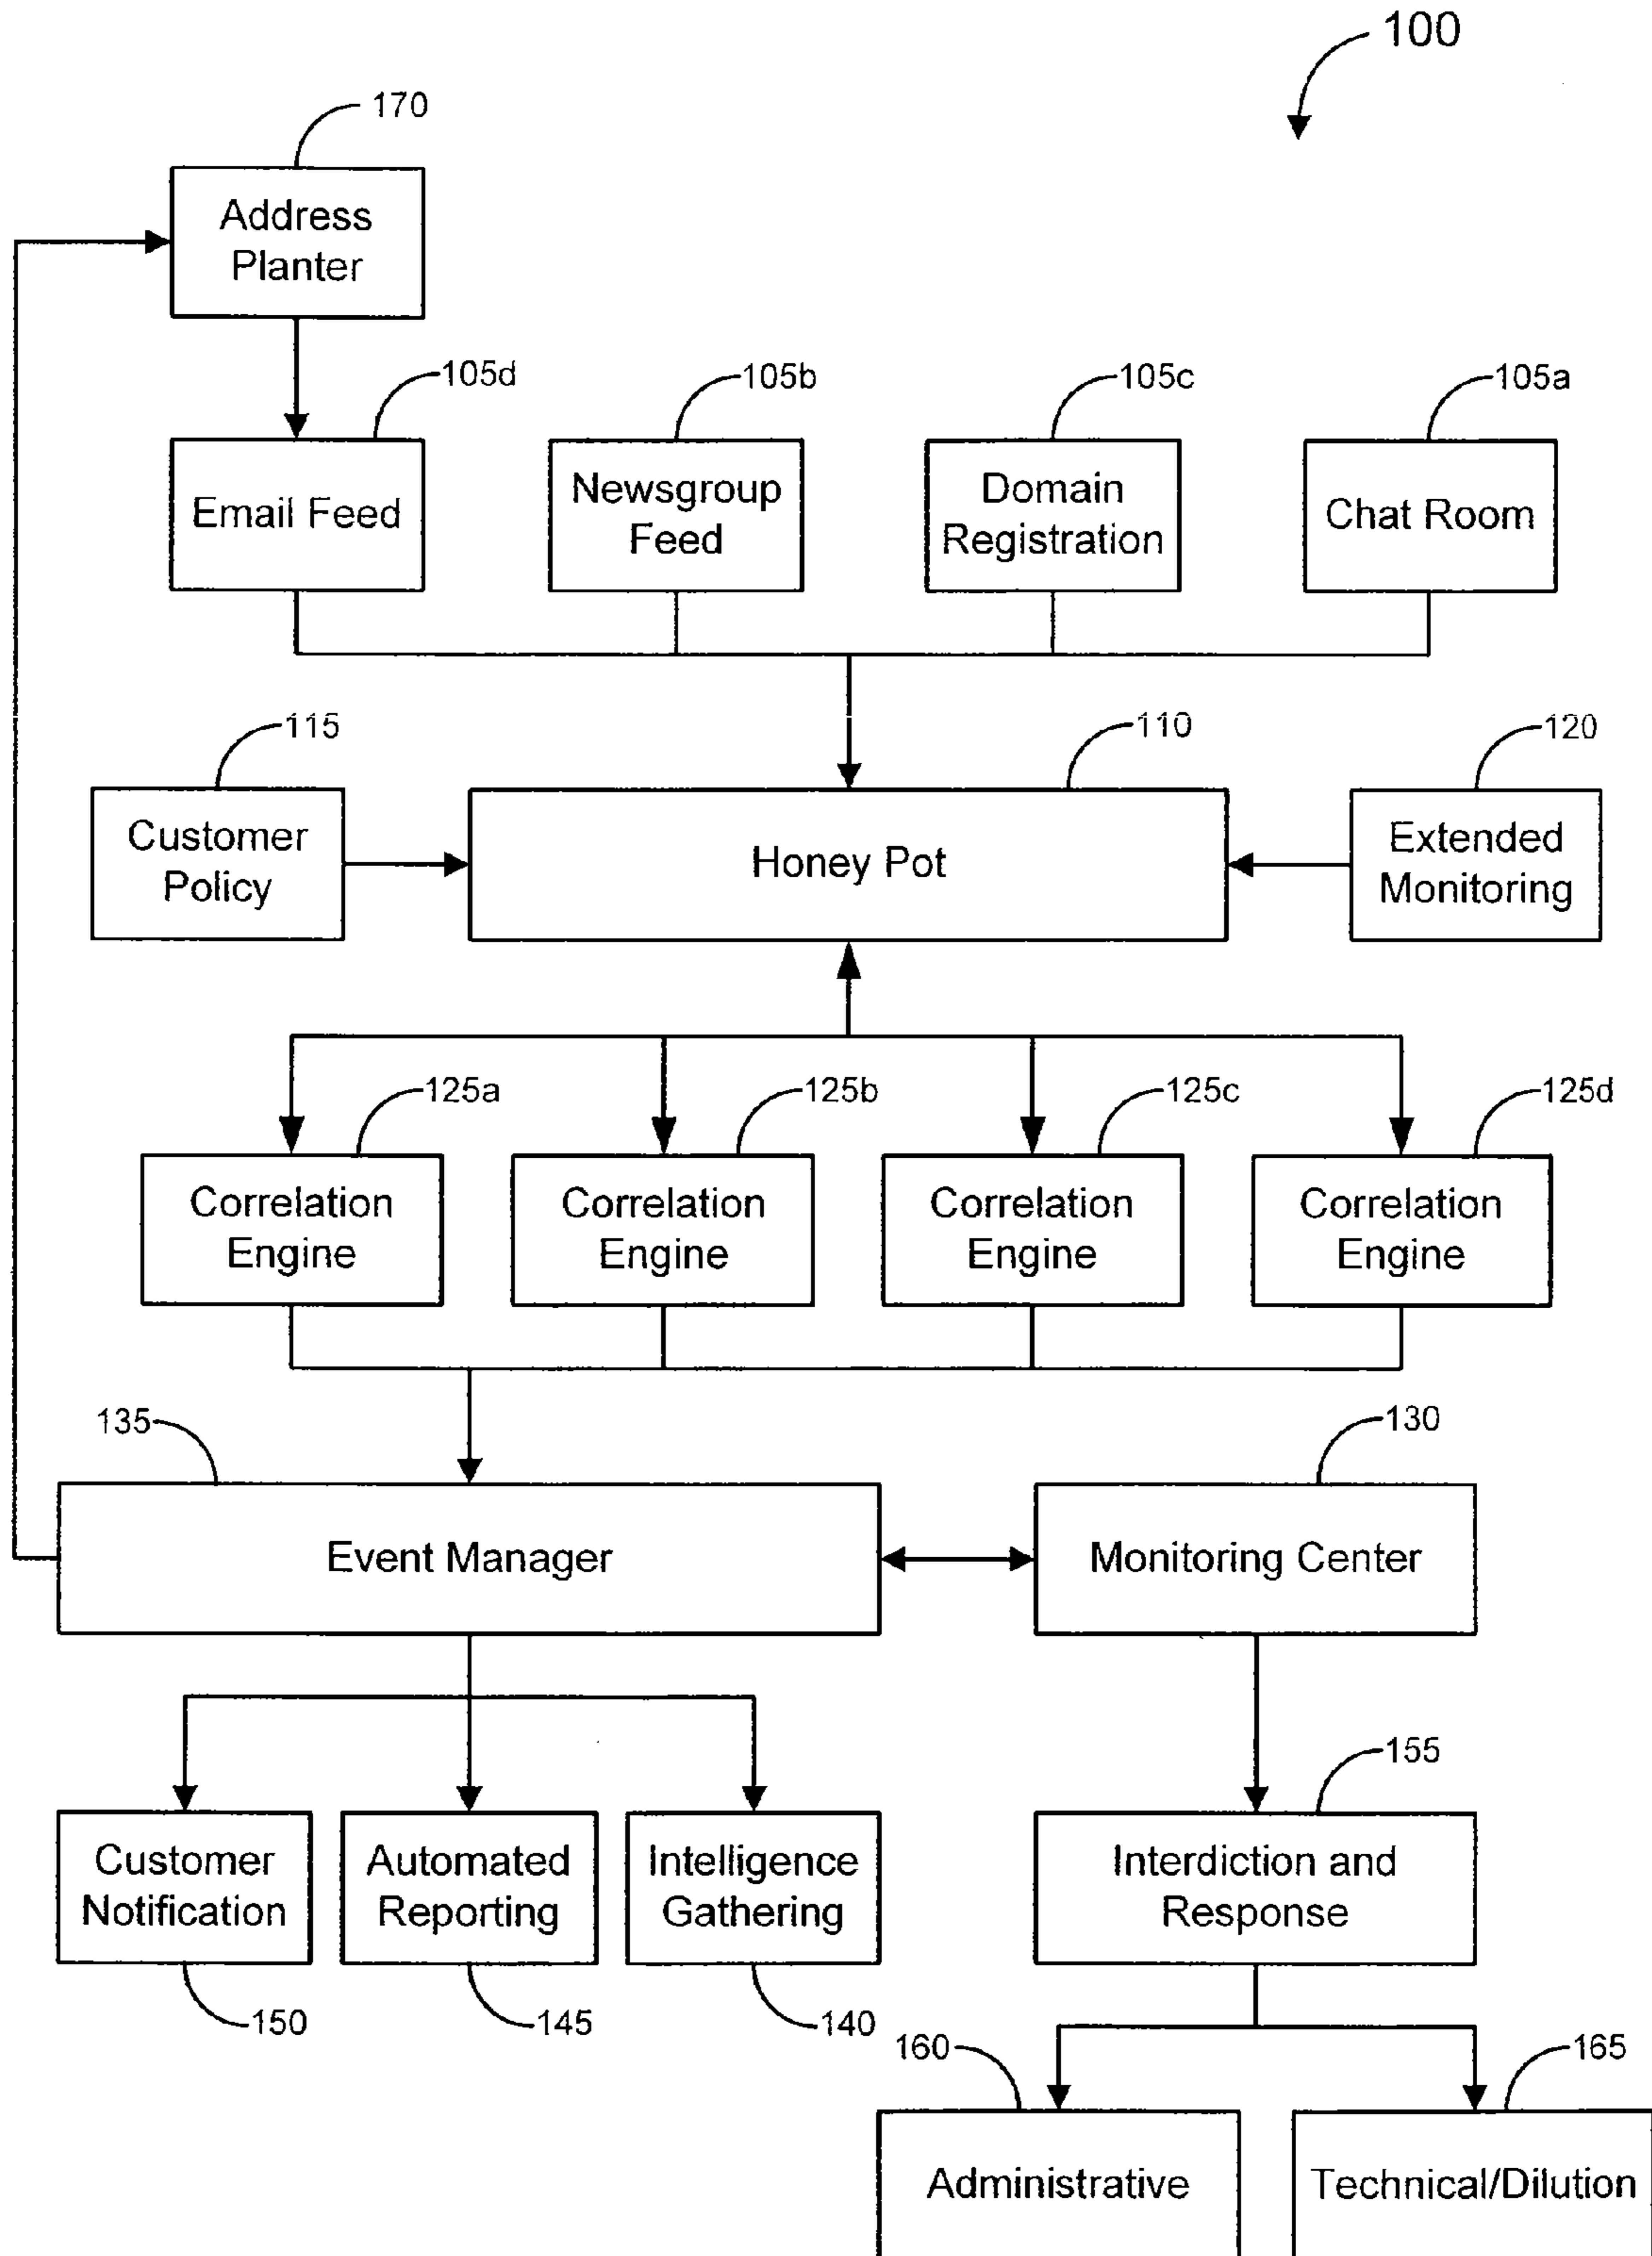 100
170
Address
Planter
105d
105b
105c
105a
Email Feed
Newsgroup
Feed
Domain
Registration
Chat Room
115
110
120
Customer
Policy
Honey Pot
Extended
Monitoring
125a
125b
125c
125d
Correlation
Engine
Correlation
Engine
Correlation
Engine
Correlation
Engine
135
130
Event Manager
Monitoring Center
155
Customer
Notification
Automated
Reporting
Intelligence
Gathering
Interdiction and
Response
150
145
140
160
165
Administrative
Technical/Dilution